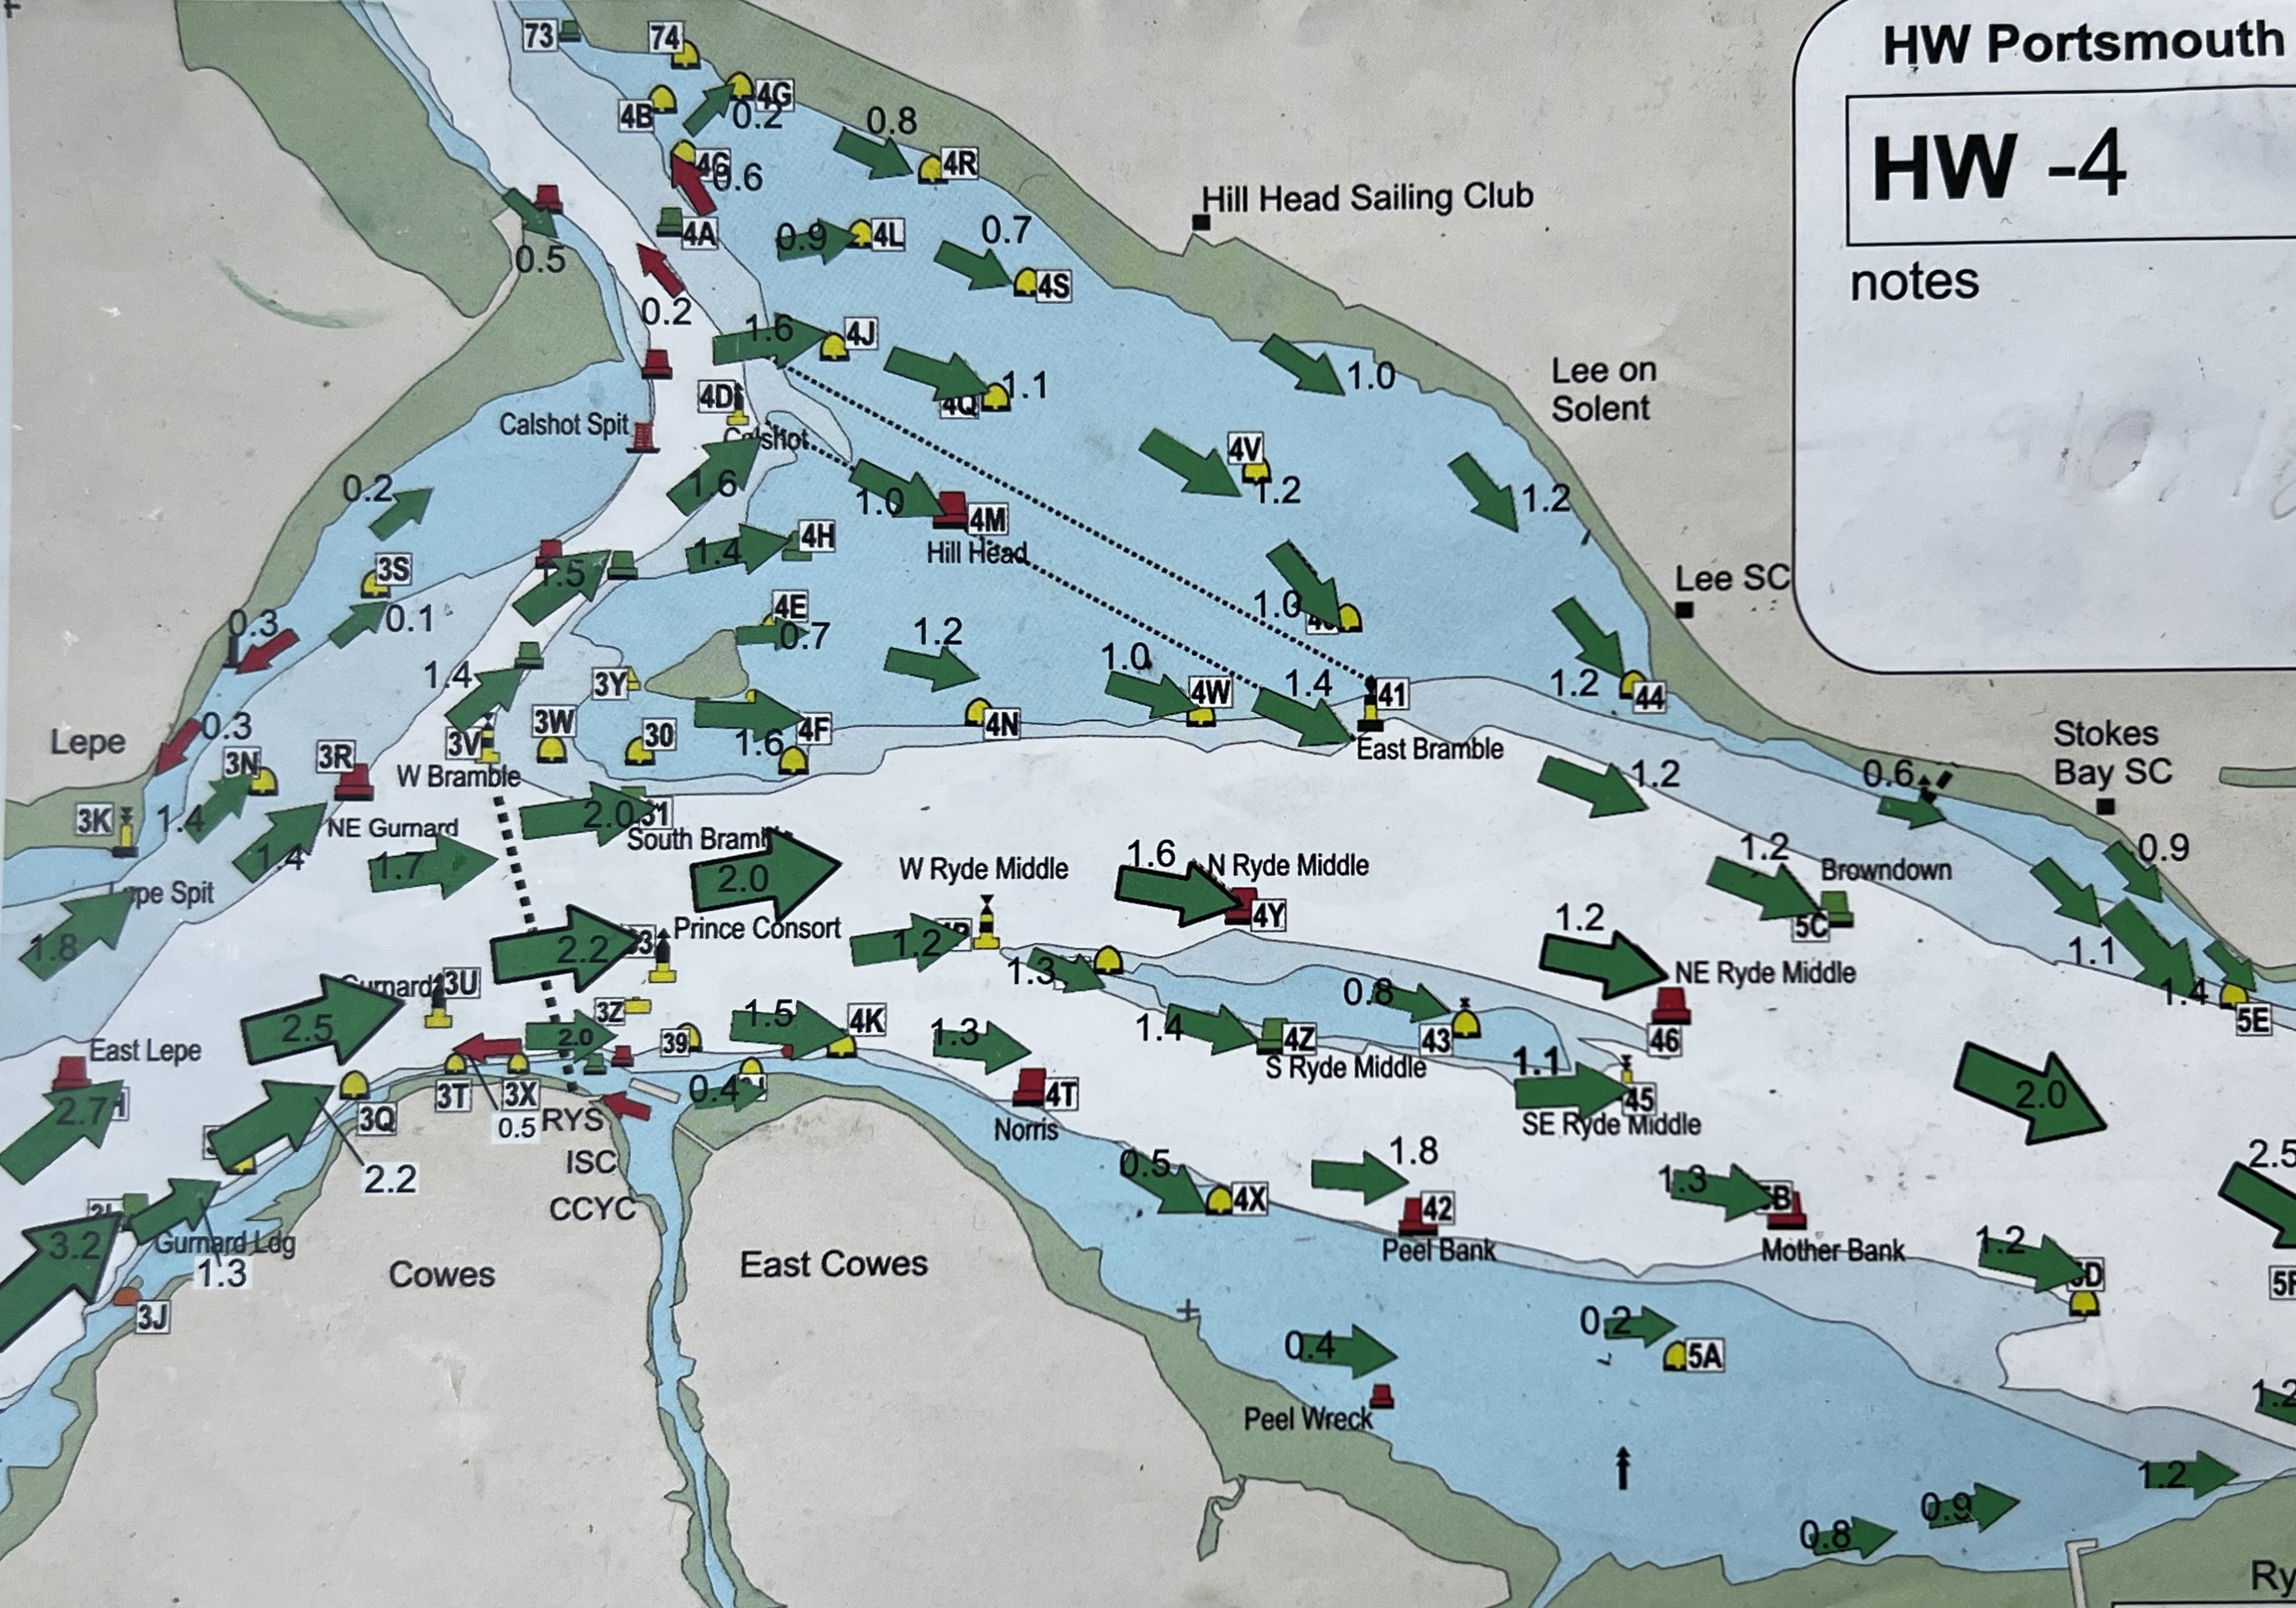 HW Portsmouth
HW -4
notes
73
74
4G
0.2
4B
0.8
4R
0.6
4A
0.9
4L
0.7
4S
Hill Head Sailing Club
0.5
0.2
1.6
4J
1.1
4Q
1.0
Lee on
Solent
4D
Calshot Spit
Calshot
4V
1.2
1.2
0.2
1.6
1.0
4M
Hill Head
1.4
4H
3S
1.5
Lee SC
0.3
0.1
4E
0.7
1.0
1.2
1.4
3Y
1.0
4W
1.4
41
1.2
44
Lepe
0.3
3N
3R
3V
3W
30
1.6
4F
4N
East Bramble
Stokes
Bay SC
W Bramble
1.2
0.6
3K
1.4
NE Gurnard
2.0
31
South Bramble
1.4
1.7
2.0
W Ryde Middle
1.6
N Ryde Middle
1.2
Browndown
0.9
Lepe Spit
4Y
5C
1.8
Prince Consort
2.2
1.2
1.2
1.1
3U
1.3
NE Ryde Middle
1.4
2.5
3Z
0.8
5E
2.0
39
1.5
4K
1.3
1.4
4Z
43
46
East Lepe
S Ryde Middle
1.1
2.7
3T
3X
0.4
4T
45
2.0
3Q
0.5
RYS
Norris
SE Ryde Middle
ISC
2.2
0.5
1.8
2.5
CCYC
4X
42
1.3
3.2
Gurnard Ldg
Peel Bank
Mother Bank
1.2
1.3
Cowes
East Cowes
3J
0.4
0.2
5A
Peel Wreck
1.2
0.9
0.8